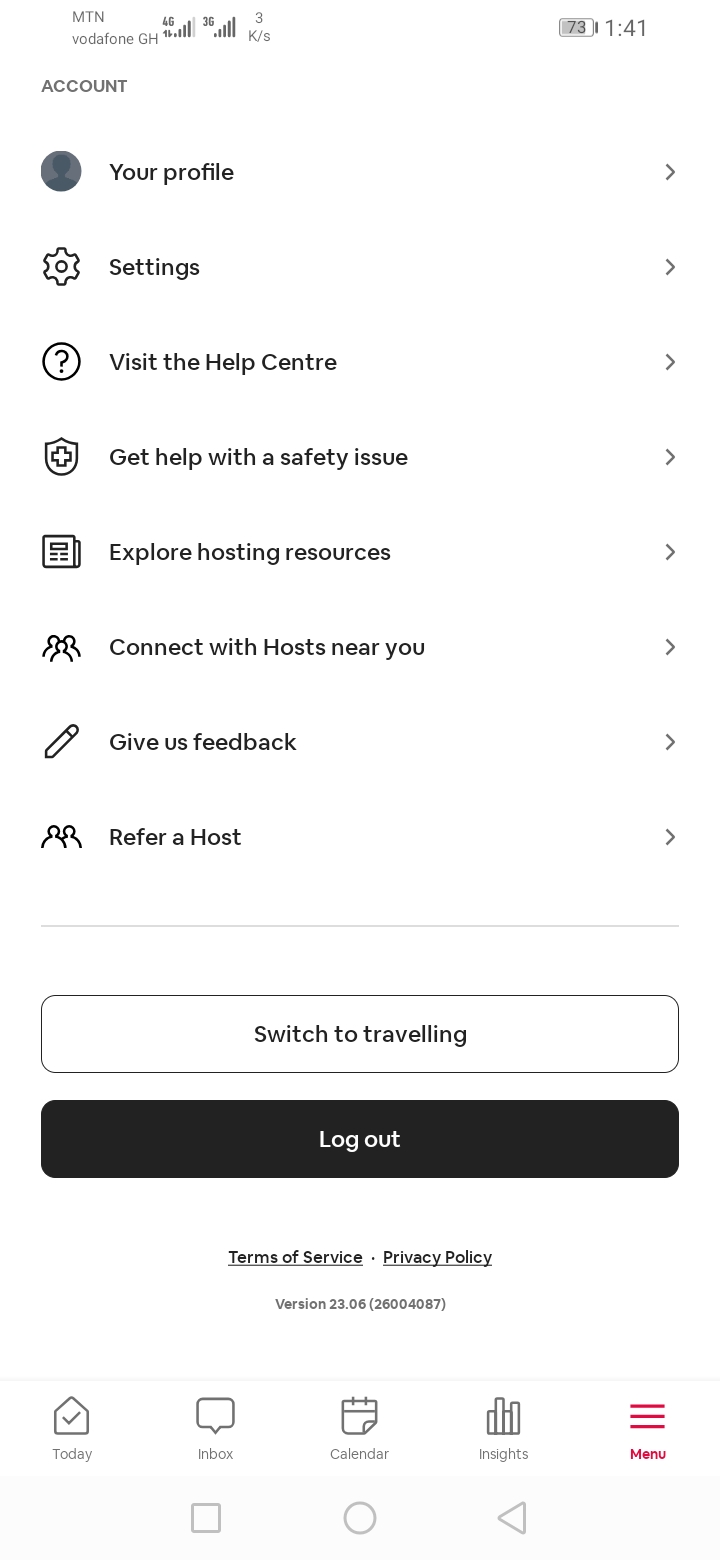 MTN
vodafone GH
4G
3G
3
K/s
73
1:41
ACCOUNT
Your profile
Settings
Visit the Help Centre
Get help with a safety issue
Explore hosting resources
Connect with Hosts near you
Give us feedback
Refer a Host
Switch to travelling
Log out
Terms of Service · Privacy Policy
Version 23.06 (26004087)
Today
Inbox
Calendar
Insights
Menu